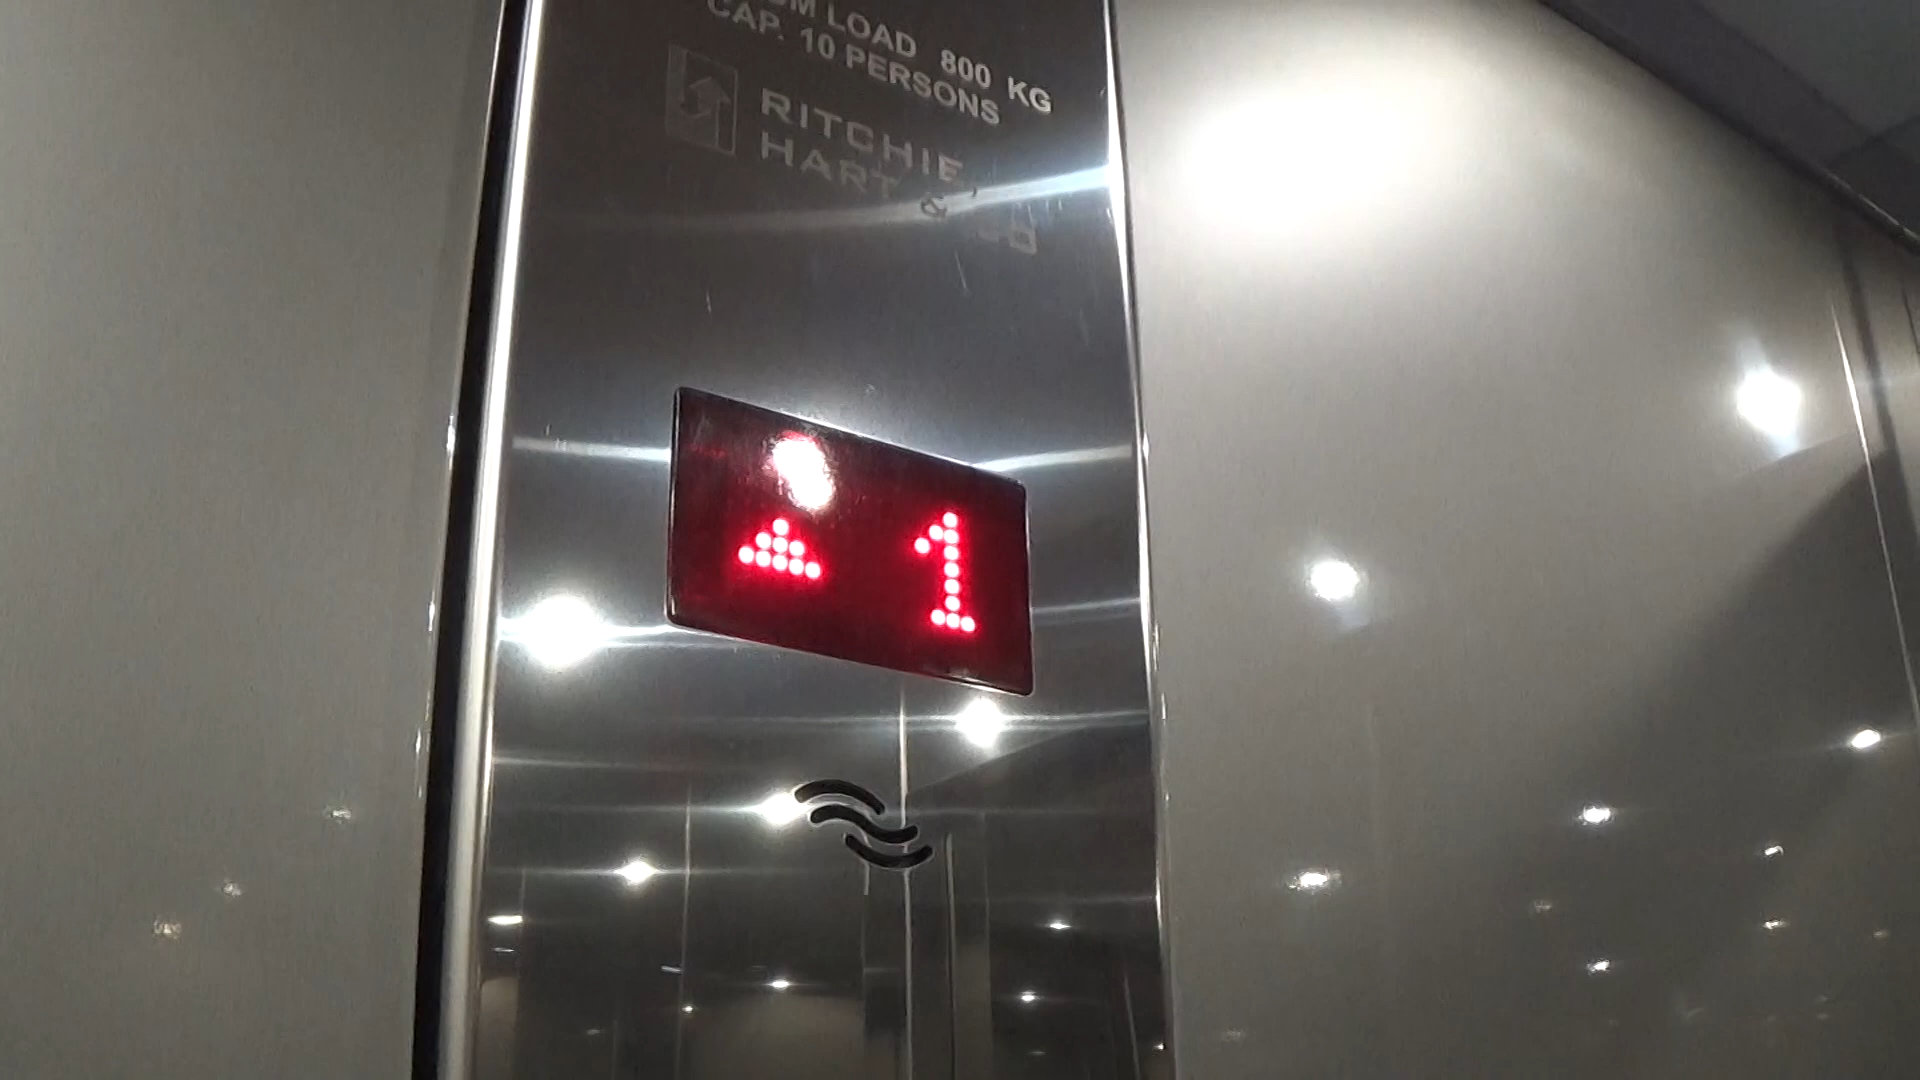 LOAD 800 KG
CAP. 10 PERSONS
RITCHIE
HART &
1